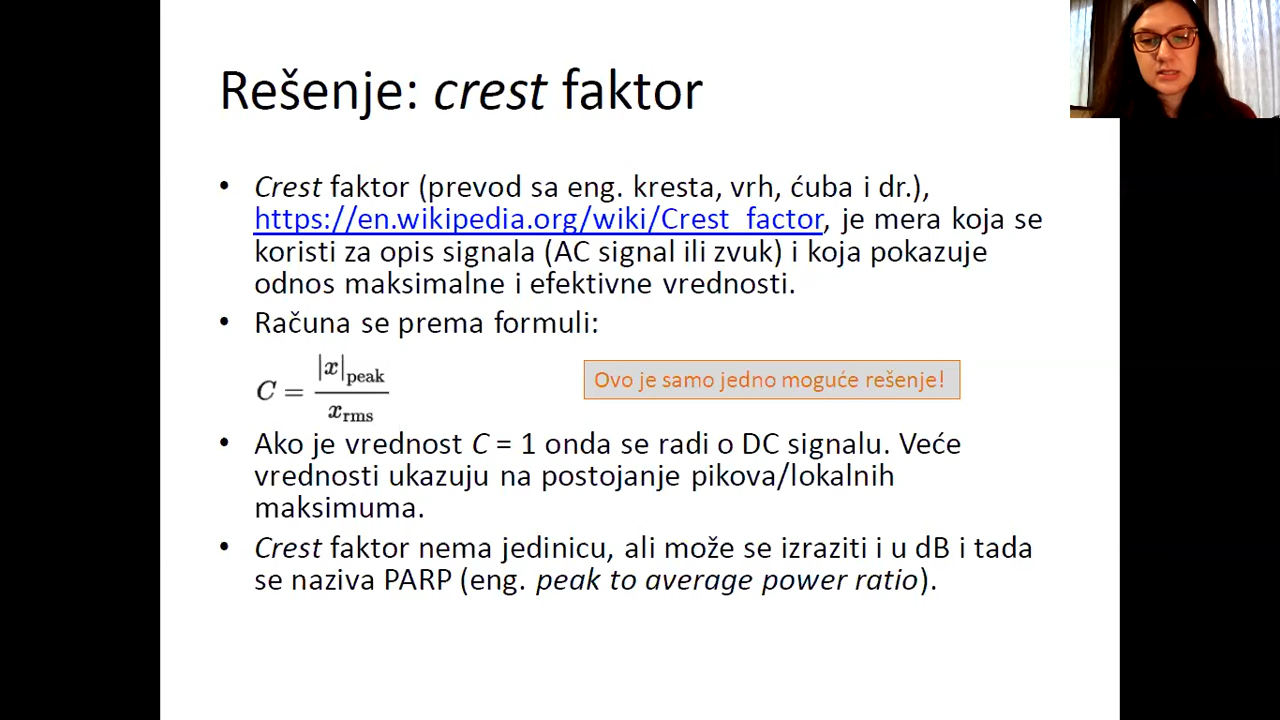 Rešenje: crest faktor
• Crest faktor (prevod sa eng. kresta, vrh, ćuba i dr.),
https://en.wikipedia.org/wiki/Crest_factor, je mera koja se
koristi za opis signala (AC signal ili zvuk) i koja pokazuje
odnos maksimalne i efektivne vrednosti.
• Računa se prema formuli:
C = |x|peak / xrms
Ovo je samo jedno moguće rešenje!
• Ako je vrednost C = 1 onda se radi o DC signalu. Veće
vrednosti ukazuju na postojanje pikova/lokalnih
maksimuma.
• Crest faktor nema jedinicu, ali može se izraziti i u dB i tada
se naziva PARP (eng. peak to average power ratio).